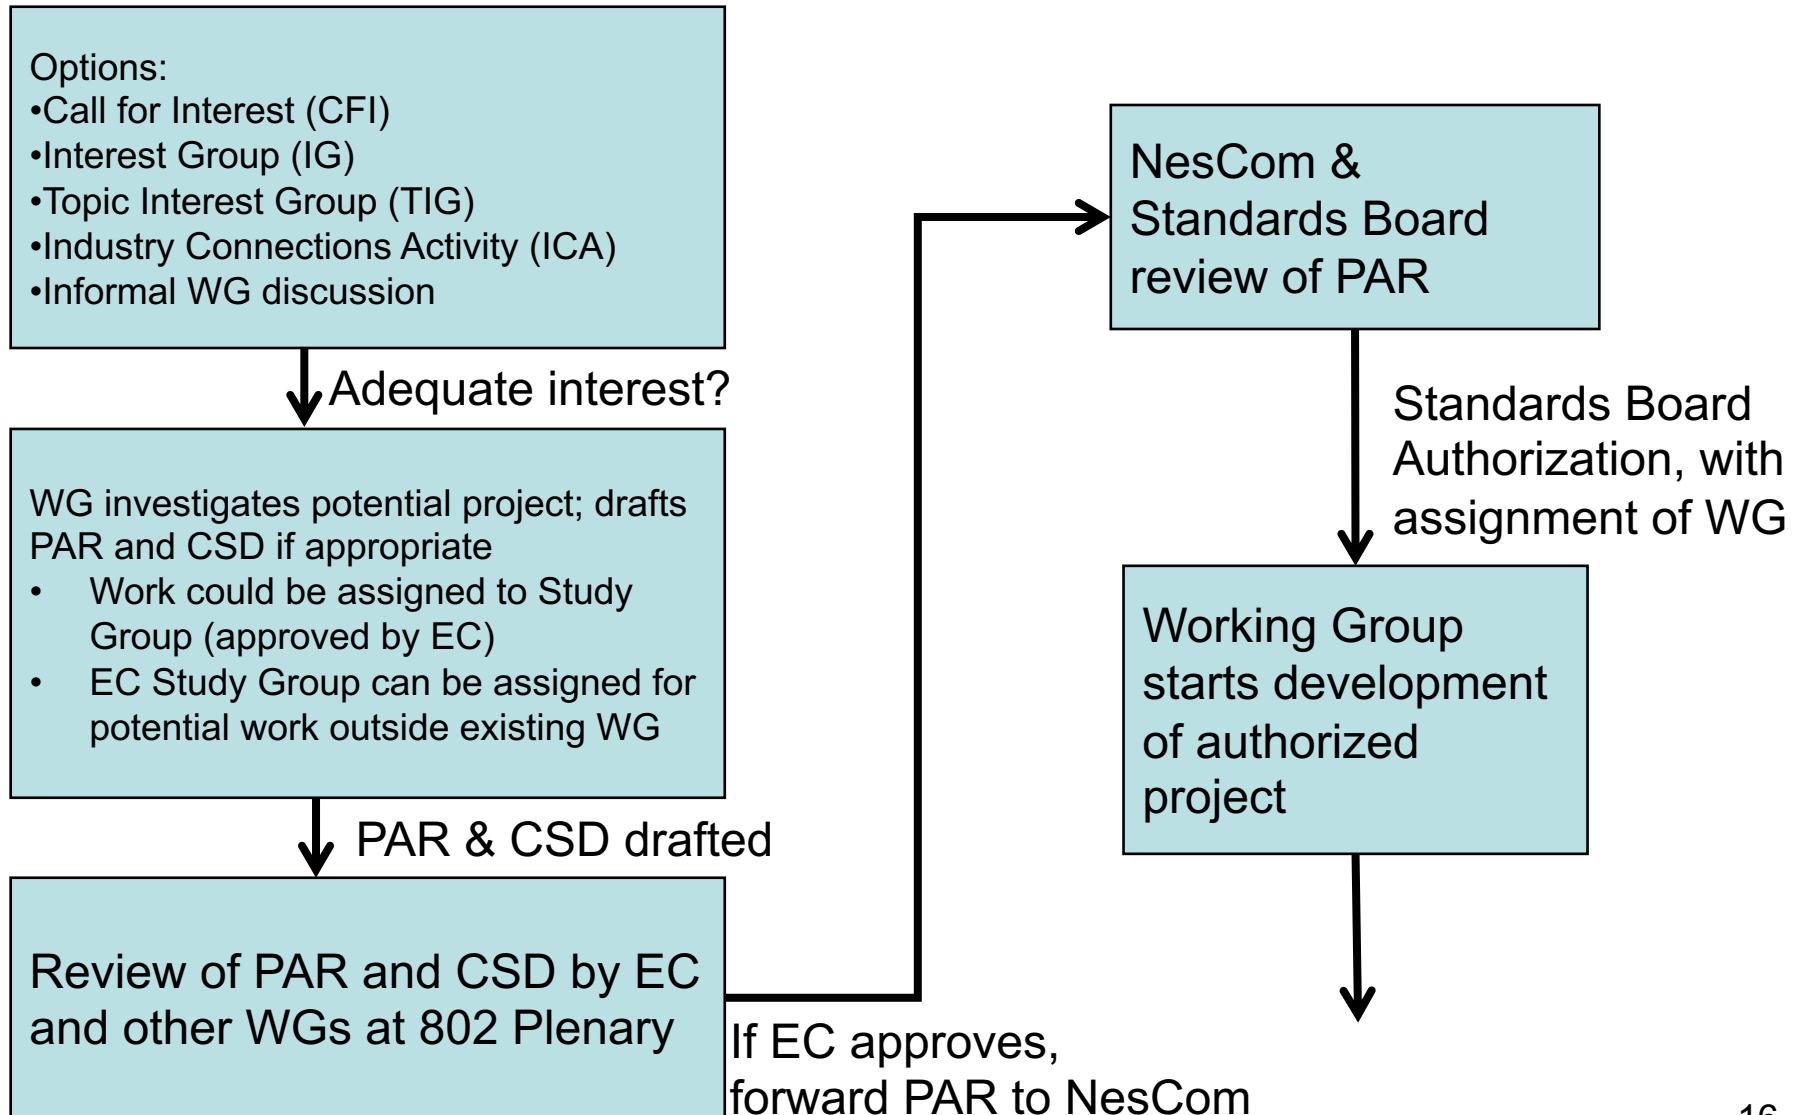 Options:
•Call for Interest (CFI)
•Interest Group (IG)
•Topic Interest Group (TIG)
•Industry Connections Activity (ICA)
•Informal WG discussion
Adequate interest?
WG investigates potential project; drafts
PAR and CSD if appropriate
• Work could be assigned to Study
Group (approved by EC)
• EC Study Group can be assigned for
potential work outside existing WG
PAR & CSD drafted
Review of PAR and CSD by EC
and other WGs at 802 Plenary
If EC approves,
forward PAR to NesCom
NesCom &
Standards Board
review of PAR
Standards Board
Authorization, with
assignment of WG
Working Group
starts development
of authorized
project
16